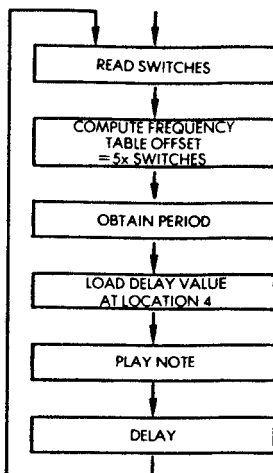 READ SWITCHES
COMPUTE FREQUENCY
TABLE OFFSET
= 5x SWITCHES
OBTAIN PERIOD
LOAD DELAY VALUE
AT LOCATION 4
PLAY NOTE
DELAY